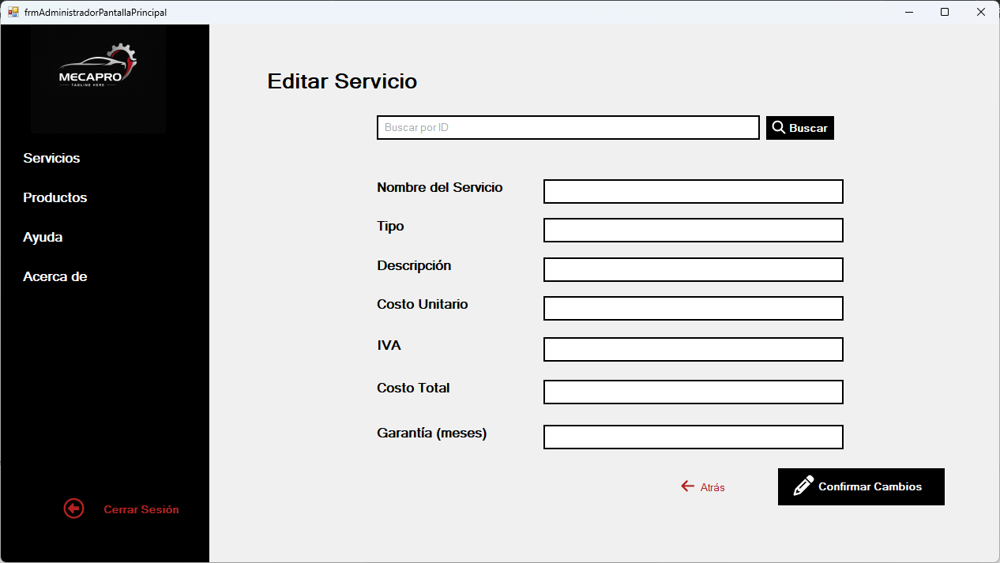 frmAdministradorPantallaPrincipal
MECAPRO
TAGLINE HERE
Servicios
Productos
Ayuda
Acerca de
Cerrar Sesión
Editar Servicio
Buscar por ID
Buscar
Nombre del Servicio
Tipo
Descripción
Costo Unitario
IVA
Costo Total
Garantía (meses)
Atrás
Confirmar Cambios